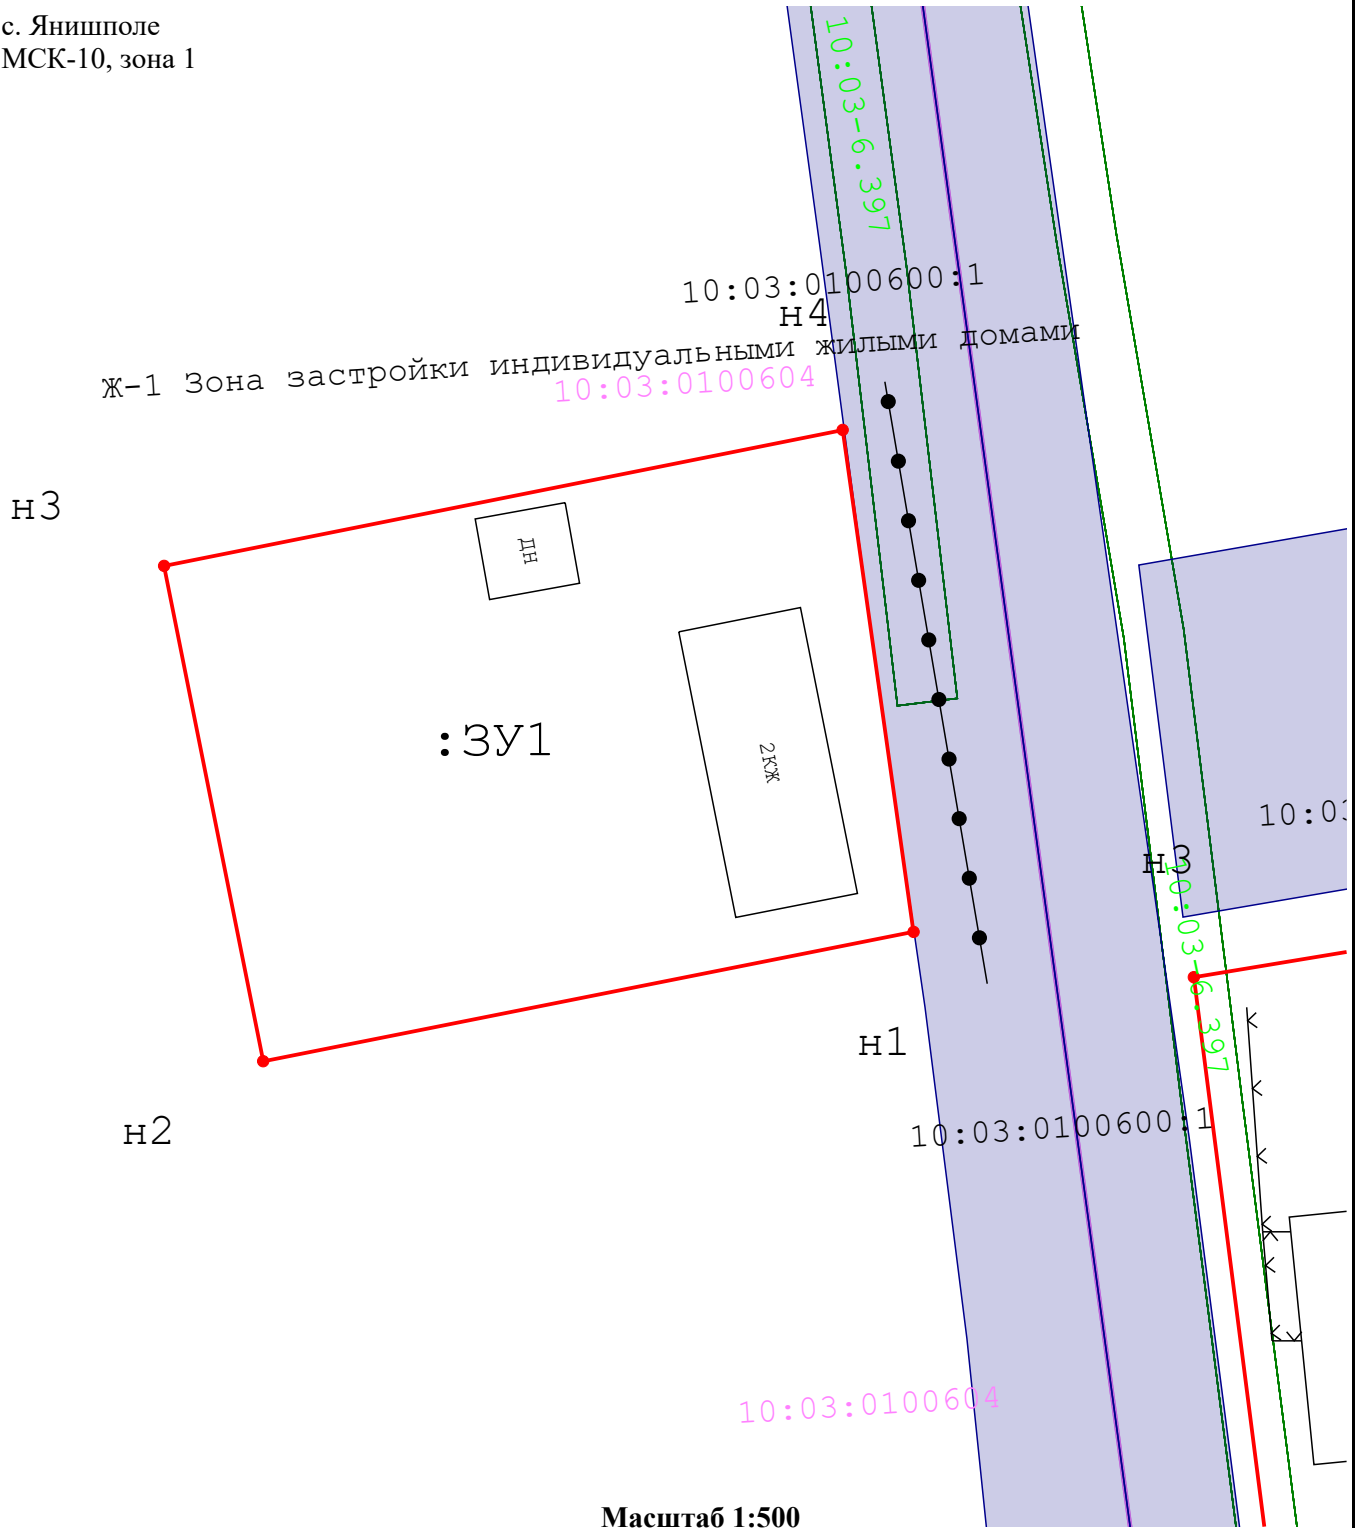 с. Янишполе
МСК-10, зона 1
10:03-6.397
10:03:0100600:1
н4
Ж-1 Зона застройки индивидуальными жилыми домами
10:03:0100604
н3
дн
:ЗУ1
2КЖ
10:03
н3
10:03-6.397
н1
н2
10:03:0100600:1
10:03:0100604
Масштаб 1:500